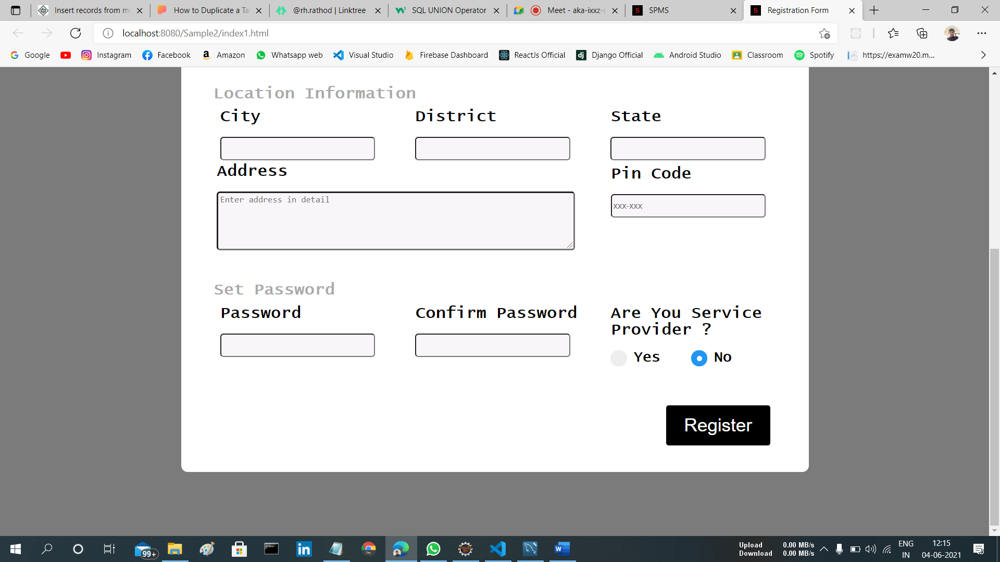 Insert records from mu
How to Duplicate a Ta
@rh.rathod | Linktree
SQL UNION Operator
Meet - aka-ixxz-
S SPMS
S Registration Form
localhost:8080/Sample2/index1.html
Google
Instagram
Facebook
Amazon
Whatsapp web
Visual Studio
Firebase Dashboard
ReactJs Official
dj Django Official
Android Studio
Classroom
Spotify
https://examw20.m...
Location Information
City District State
Address Pin Code
Enter address in detail
xxx-xxx
Set Password
Password Confirm Password Are You Service
Provider ?
Yes No
Register
99+
Upload 0.00 MB/s
Download 0.00 MB/s
ENG
IN
12:15
04-06-2021